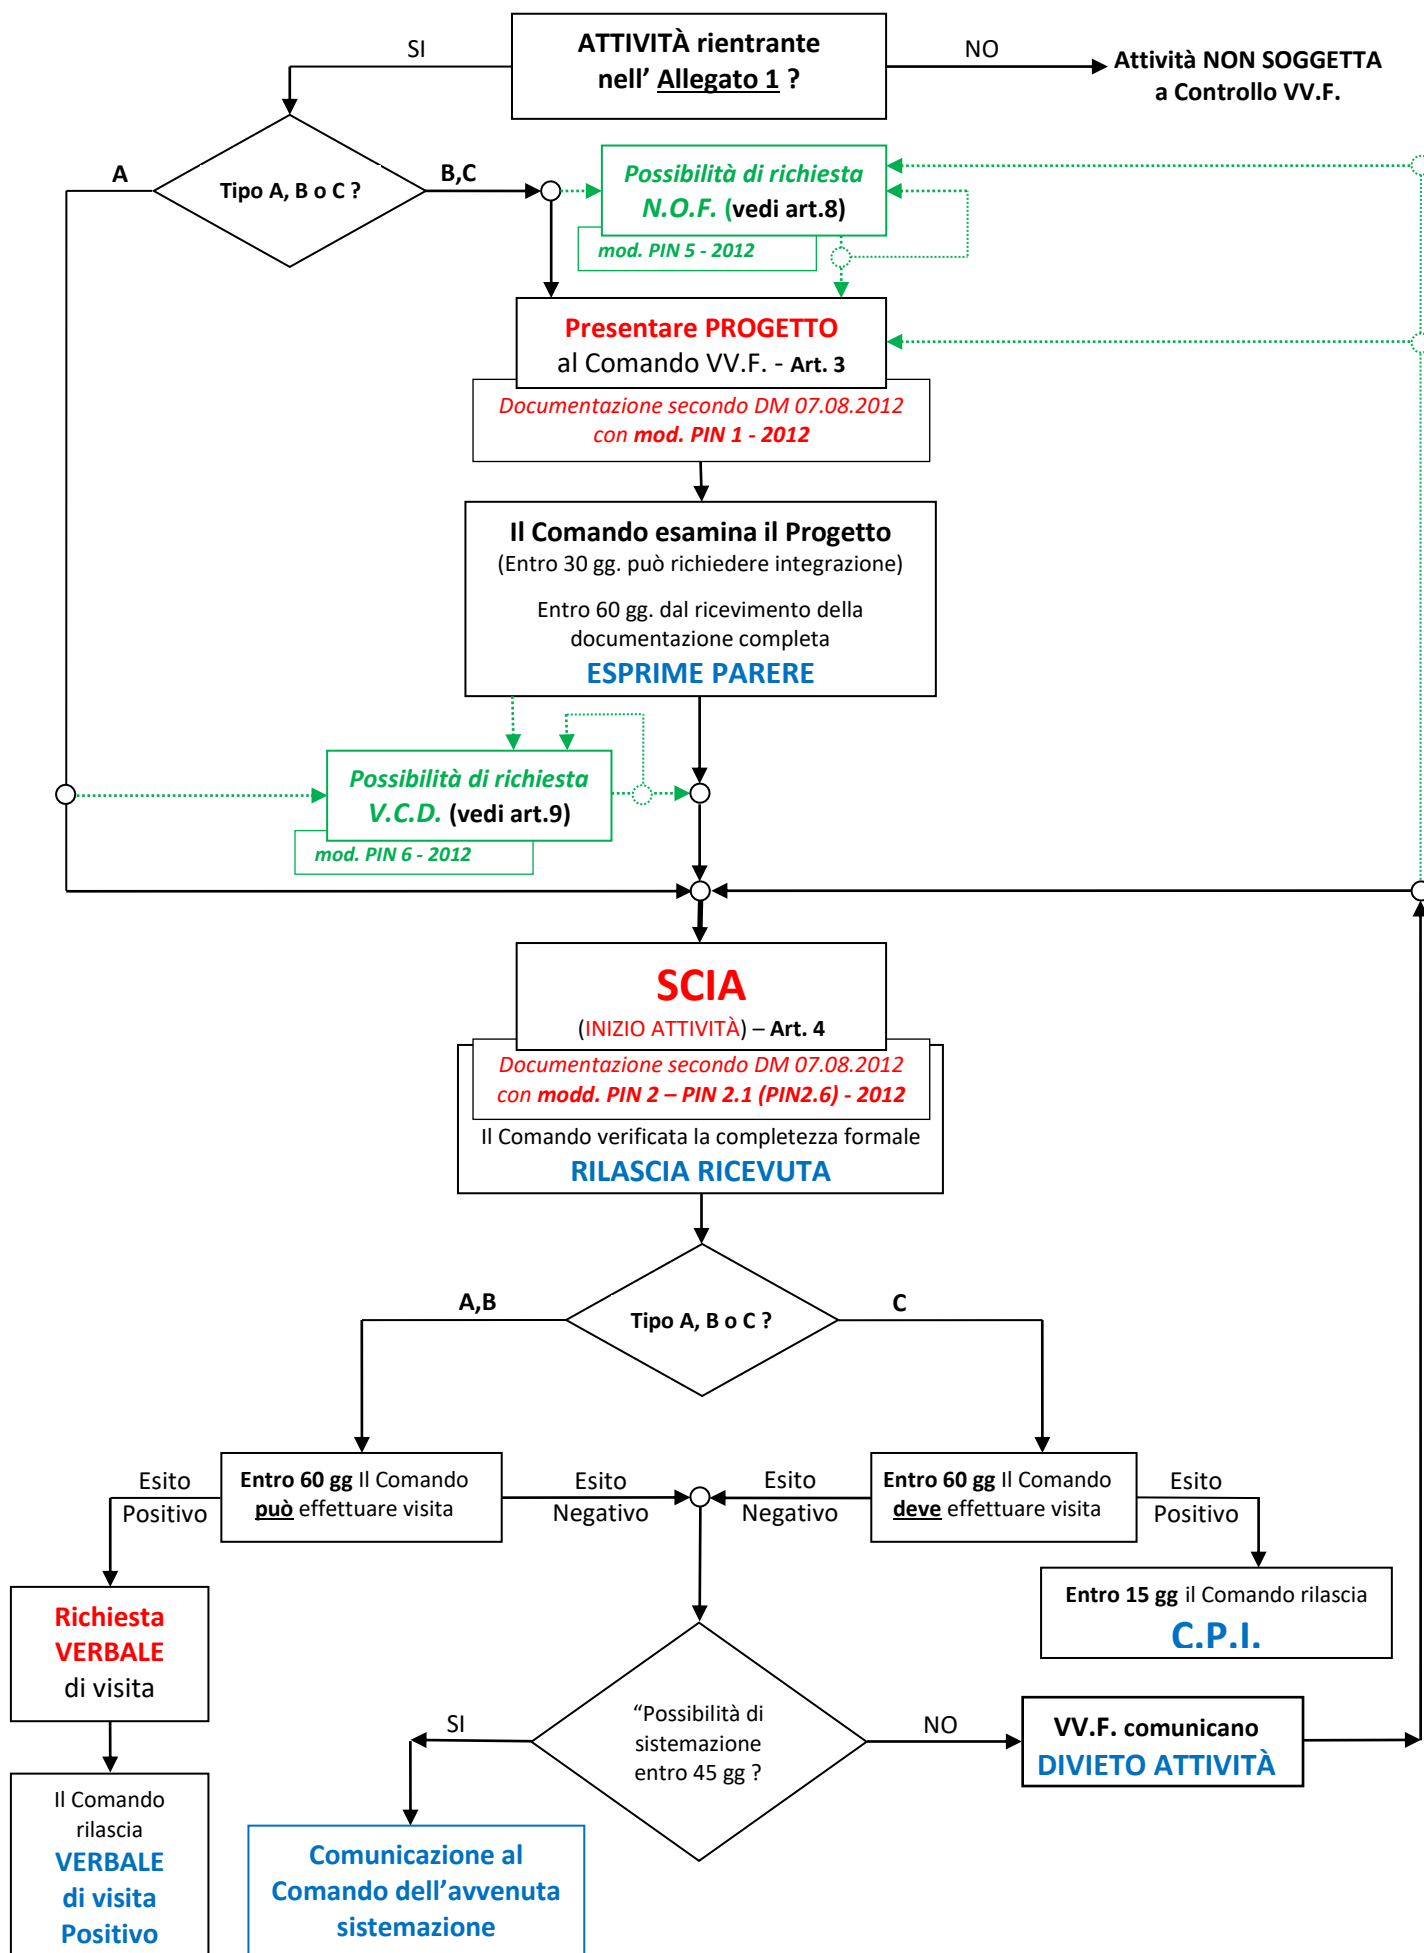 ATTIVITÀ rientrante
nell’ Allegato 1 ?
SI
NO
Attività NON SOGGETTA
a Controllo VV.F.
Tipo A, B o C ?
A
B,C
Possibilità di richiesta
N.O.F. (vedi art.8)
mod. PIN 5 - 2012
Presentare PROGETTO
al Comando VV.F. - Art. 3
Documentazione secondo DM 07.08.2012
con mod. PIN 1 - 2012
Il Comando esamina il Progetto
(Entro 30 gg. può richiedere integrazione)
Entro 60 gg. dal ricevimento della
documentazione completa
ESPRIME PARERE
Possibilità di richiesta
V.C.D. (vedi art.9)
mod. PIN 6 - 2012
SCIA
(INIZIO ATTIVITÀ) – Art. 4
Documentazione secondo DM 07.08.2012
con modd. PIN 2 – PIN 2.1 (PIN2.6) - 2012
Il Comando verificata la completezza formale
RILASCIA RICEVUTA
A,B
Tipo A, B o C ?
C
Esito
Positivo
Entro 60 gg Il Comando
può effettuare visita
Esito
Negativo
Esito
Negativo
Entro 60 gg Il Comando
deve effettuare visita
Esito
Positivo
Entro 15 gg il Comando rilascia
C.P.I.
Richiesta
VERBALE
di visita
SI
“Possibilità di
sistemazione
entro 45 gg ?
NO
VV.F. comunicano
DIVIETO ATTIVITÀ
Il Comando
rilascia
VERBALE
di visita
Positivo
Comunicazione al
Comando dell’avvenuta
sistemazione